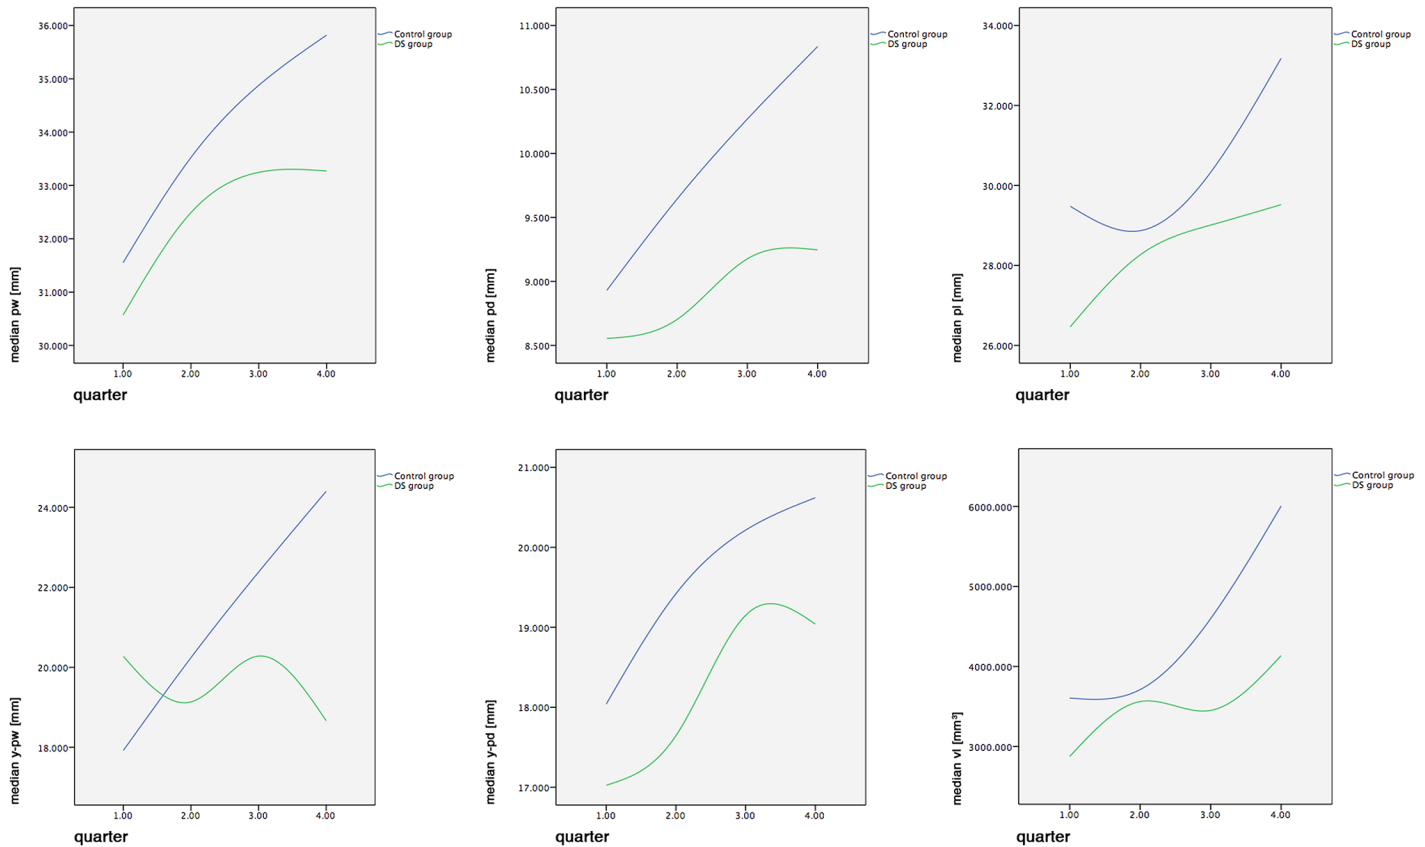 median pw [mm]
36.000
35.000
34.000
33.000
32.000
31.000
30.000
1.00 2.00 3.00 4.00
quarter
Control group
DS group
median pd [mm]
11.000
10.500
10.000
9.500
9.000
8.500
1.00 2.00 3.00 4.00
quarter
Control group
DS group
median pl [mm]
34.000
32.000
30.000
28.000
26.000
1.00 2.00 3.00 4.00
quarter
Control group
DS group
median y-pw [mm]
24.000
22.000
20.000
18.000
1.00 2.00 3.00 4.00
quarter
Control group
DS group
median y-pd [mm]
21.000
20.000
19.000
18.000
17.000
1.00 2.00 3.00 4.00
quarter
Control group
DS group
median vl [mm³]
6000.000
5000.000
4000.000
3000.000
1.00 2.00 3.00 4.00
quarter
Control group
DS group